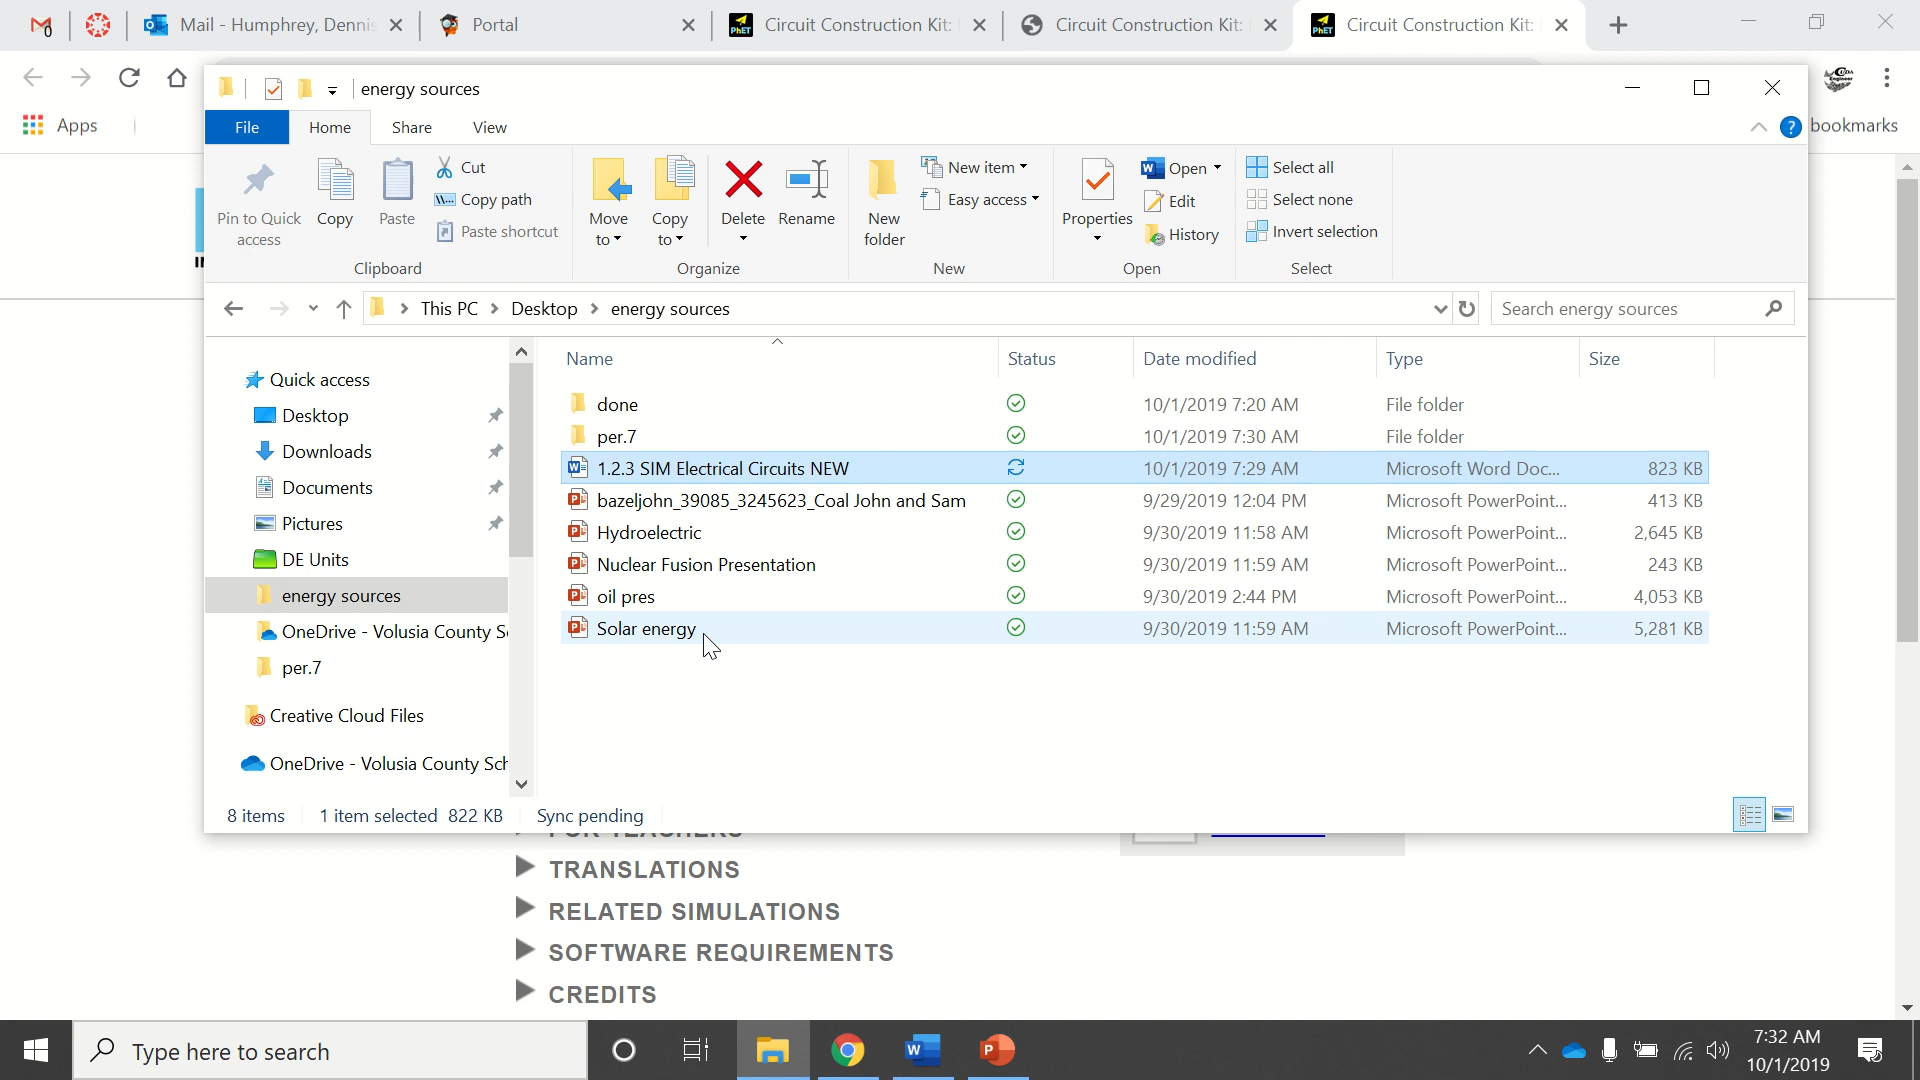 Mail - Humphrey, Dennis
Portal
Circuit Construction Kit:
Circuit Construction Kit:
Circuit Construction Kit:
Apps
bookmarks
energy sources
File
Home
Share
View
Pin to Quick access
Copy
Paste
Cut
Copy path
Paste shortcut
Clipboard
Move to
Copy to
Delete
Rename
Organize
New folder
New item
Easy access
New
Properties
Open
Edit
History
Open
Select all
Select none
Invert selection
Select
This PC > Desktop > energy sources
Search energy sources
Quick access
Desktop
Downloads
Documents
Pictures
DE Units
energy sources
OneDrive - Volusia County S
per.7
Creative Cloud Files
OneDrive - Volusia County Sch
Name Status Date modified Type Size
done 10/1/2019 7:20 AM File folder
per.7 10/1/2019 7:30 AM File folder
1.2.3 SIM Electrical Circuits NEW 10/1/2019 7:29 AM Microsoft Word Doc... 823 KB
bazeljohn_39085_3245623_Coal John and Sam 9/29/2019 12:04 PM Microsoft PowerPoint... 413 KB
Hydroelectric 9/30/2019 11:58 AM Microsoft PowerPoint... 2,645 KB
Nuclear Fusion Presentation 9/30/2019 11:59 AM Microsoft PowerPoint... 243 KB
oil pres 9/30/2019 2:44 PM Microsoft PowerPoint... 4,053 KB
Solar energy 9/30/2019 11:59 AM Microsoft PowerPoint... 5,281 KB
8 items 1 item selected 822 KB Sync pending
FOR TEACHERS
TRANSLATIONS
RELATED SIMULATIONS
SOFTWARE REQUIREMENTS
CREDITS
Type here to search
7:32 AM
10/1/2019